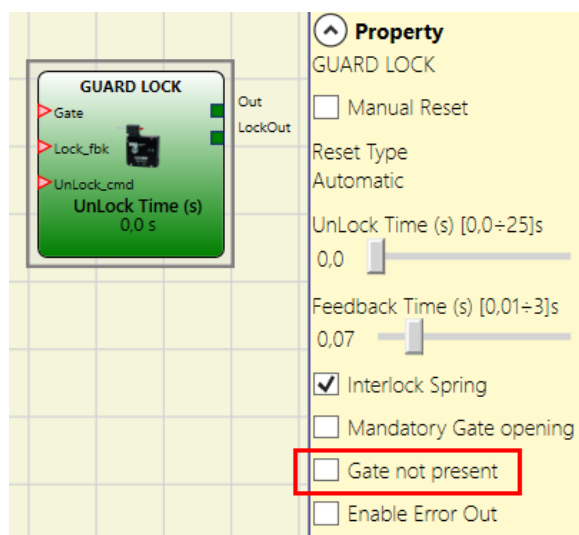 GUARD LOCK
Gate
Lock_fbk
UnLock_cmd
Out
LockOut
UnLock Time (s)
0,0 s
Property
GUARD LOCK
Manual Reset
Reset Type
Automatic
UnLock Time (s) [0,0÷25]s
0,0
Feedback Time (s) [0,01÷3]s
0,07
Interlock Spring
Mandatory Gate opening
Gate not present
Enable Error Out